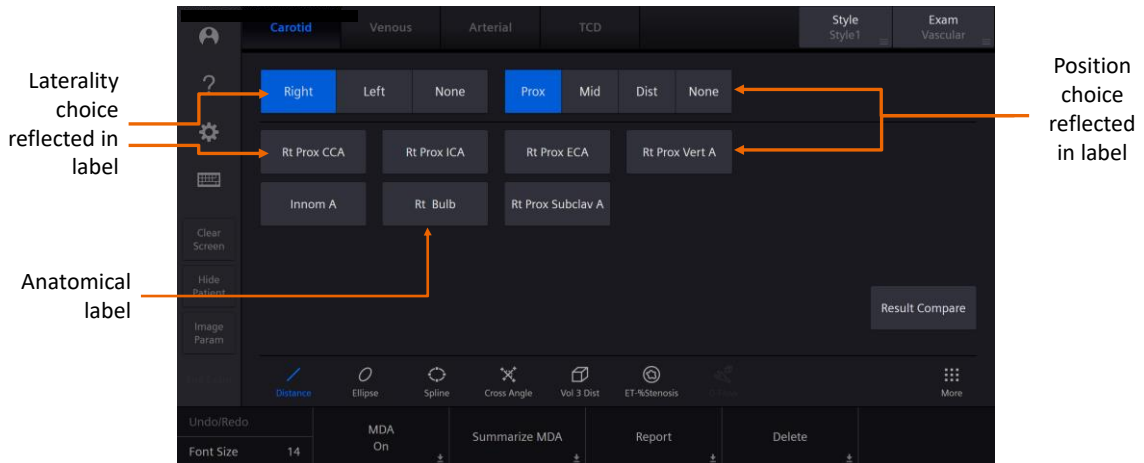 Carotid Venous Arterial TCD Style Exam
Style1 Vascular
Laterality
choice
reflected in
label
?
Right Left None Prox Mid Dist None
Position
choice
reflected
in label
Rt Prox CCA Rt Prox ICA Rt Prox ECA Rt Prox Vert A
Innom A Rt Bulb Rt Prox Subclav A
Clear
Screen
Anatomical
label
Hide
Patient
Result Compare
Image
Param
Distance Ellipse Spline Cross Angle Vol 3 Dist ET-%Stenosis More
Undo/Redo
MDA
On
Summarize MDA Report Delete
Font Size 14